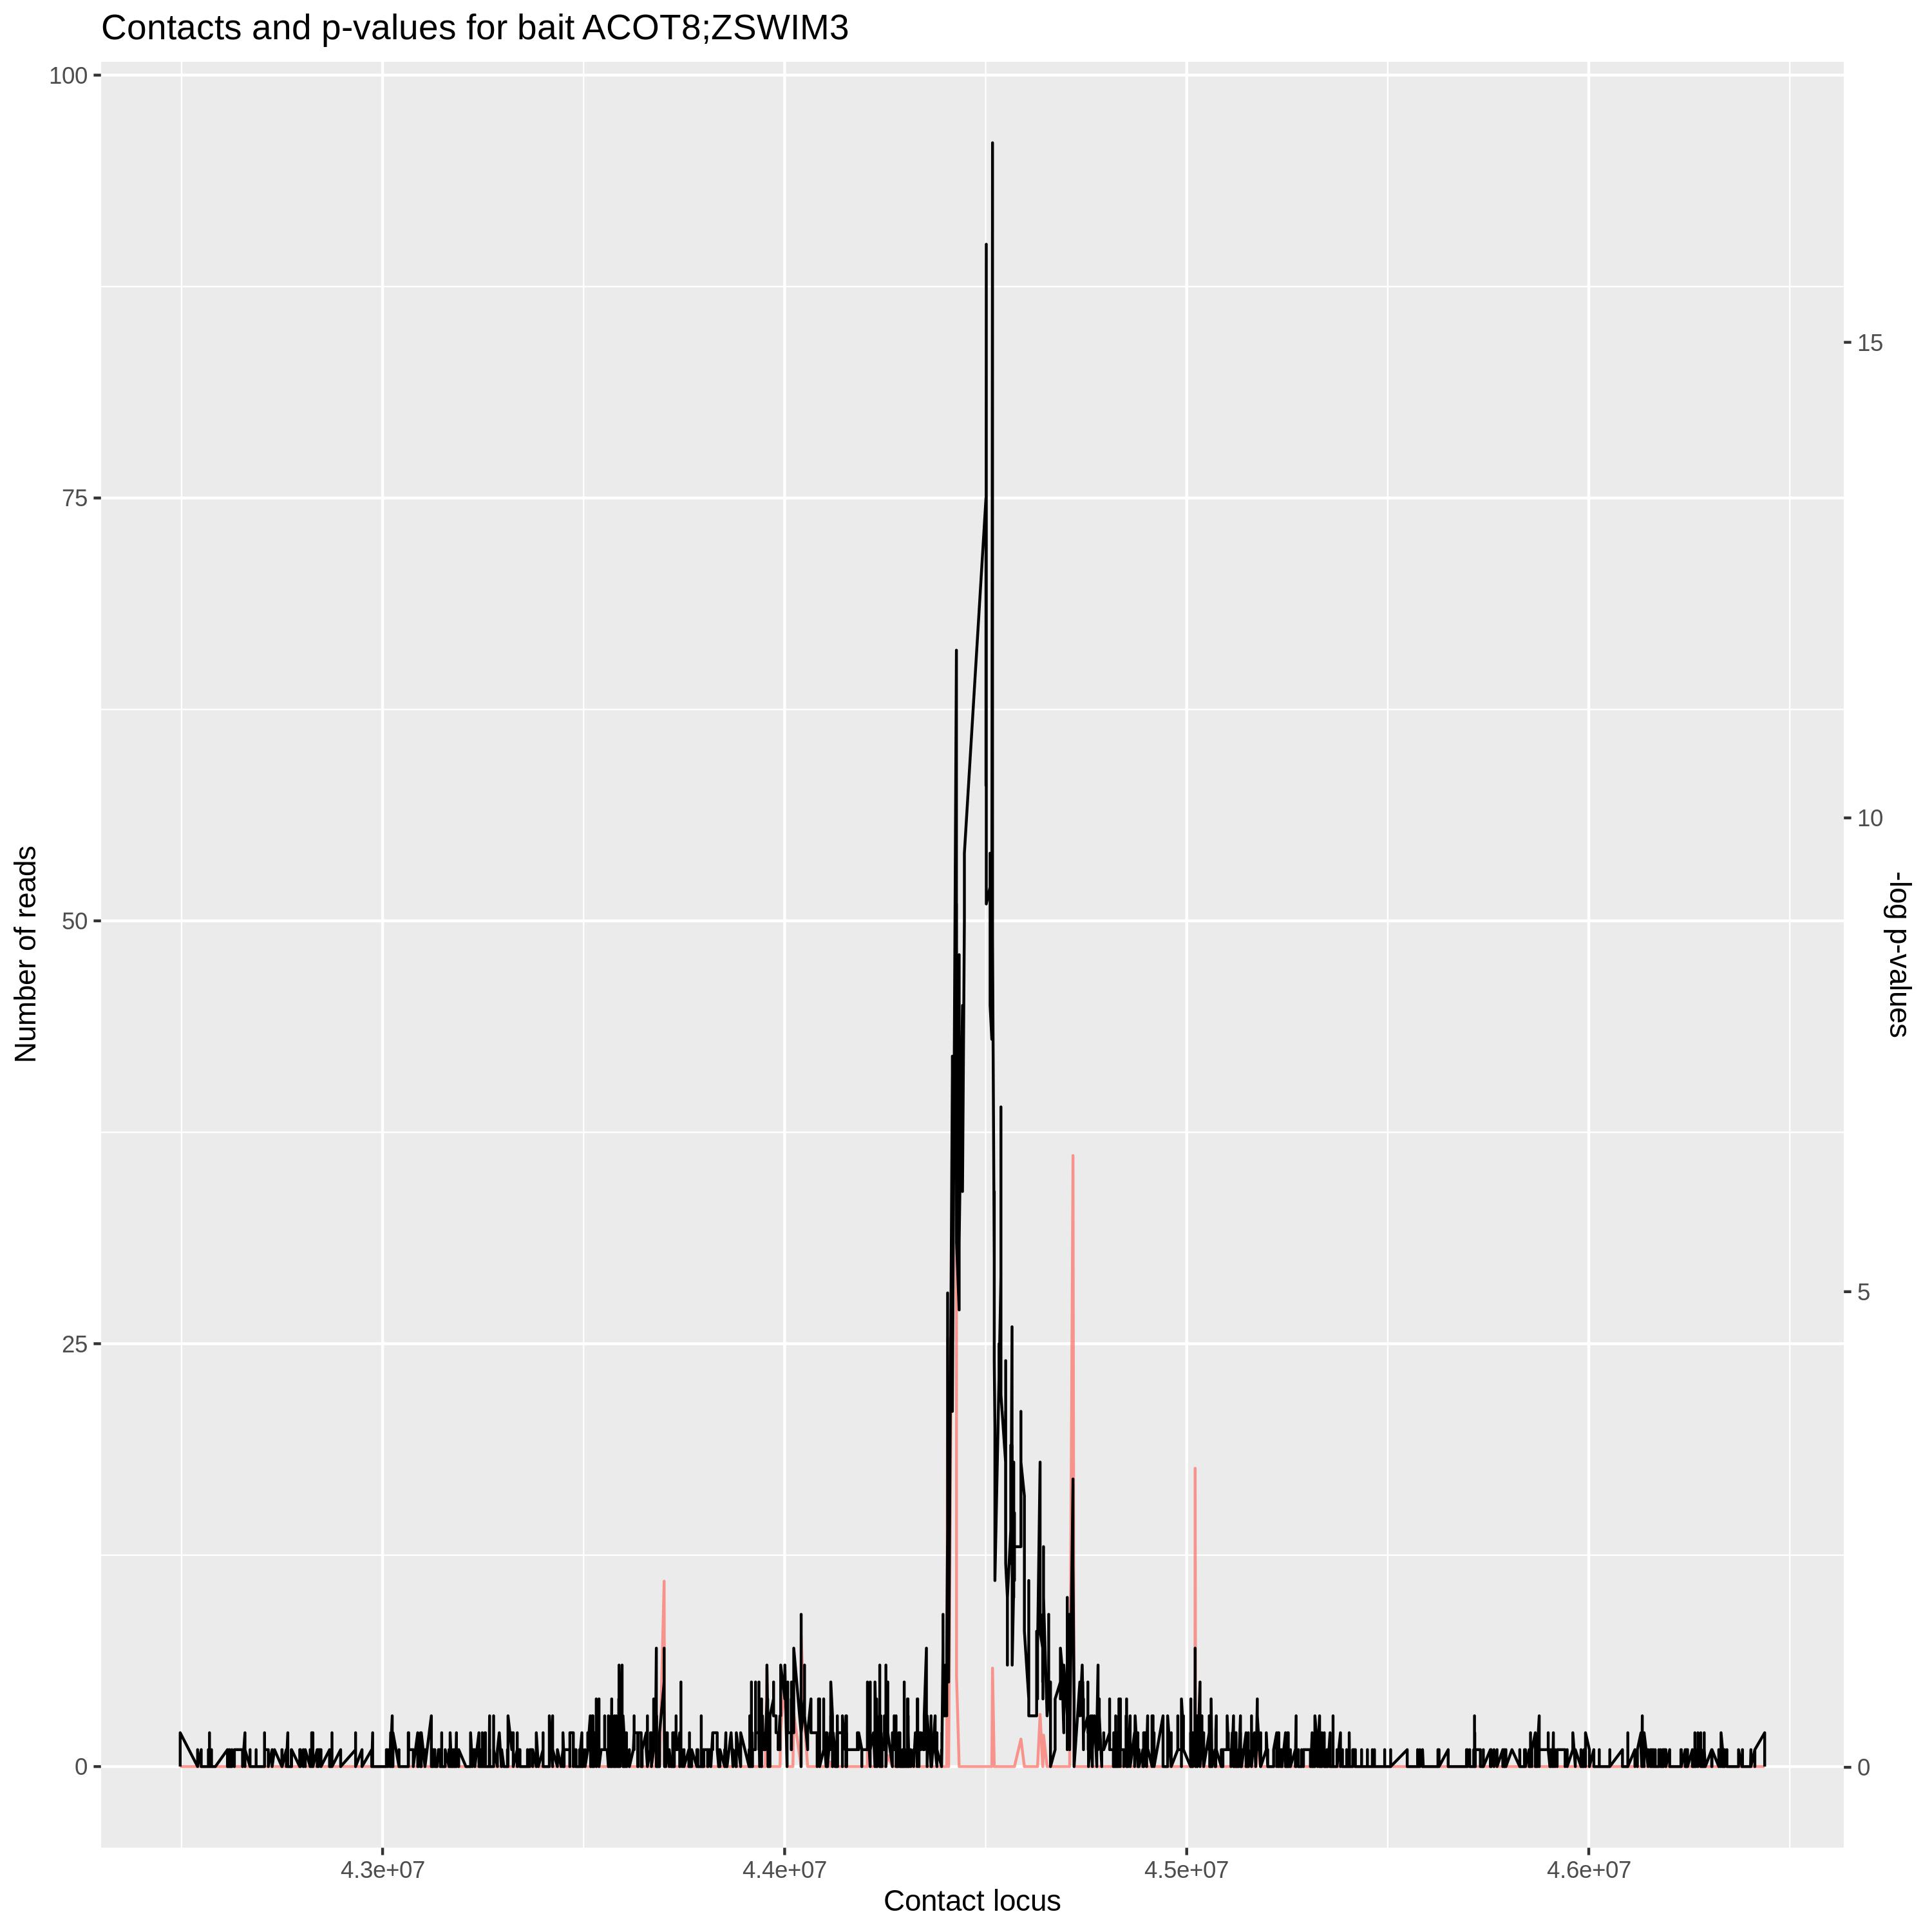 Contacts and p-values for bait ACOT8;ZSWIM3
100
75
50
25
0
Number of reads
15
10
5
0
-log p-values
4.3e+07
4.4e+07
4.5e+07
4.6e+07
Contact locus